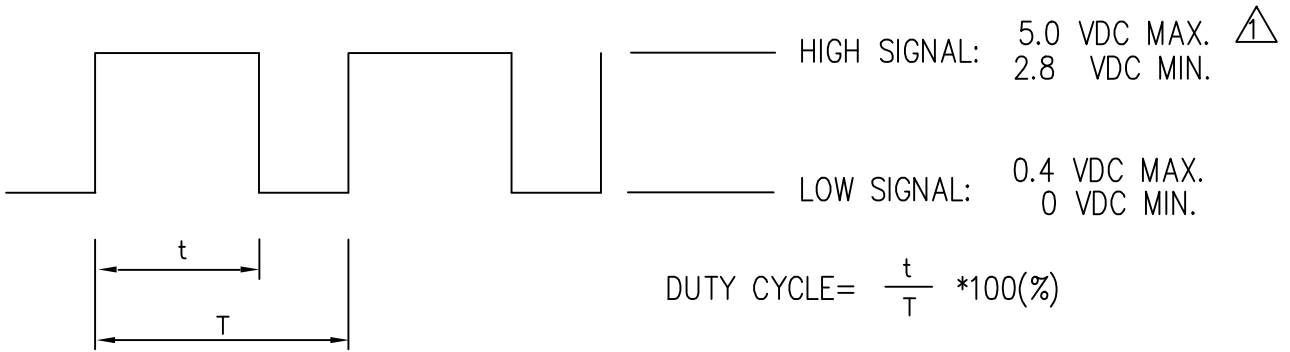 HIGH SIGNAL: 5.0 VDC MAX. 1
2.8 VDC MIN.
LOW SIGNAL: 0.4 VDC MAX.
0 VDC MIN.
t
T
DUTY CYCLE= t/T *100(%)